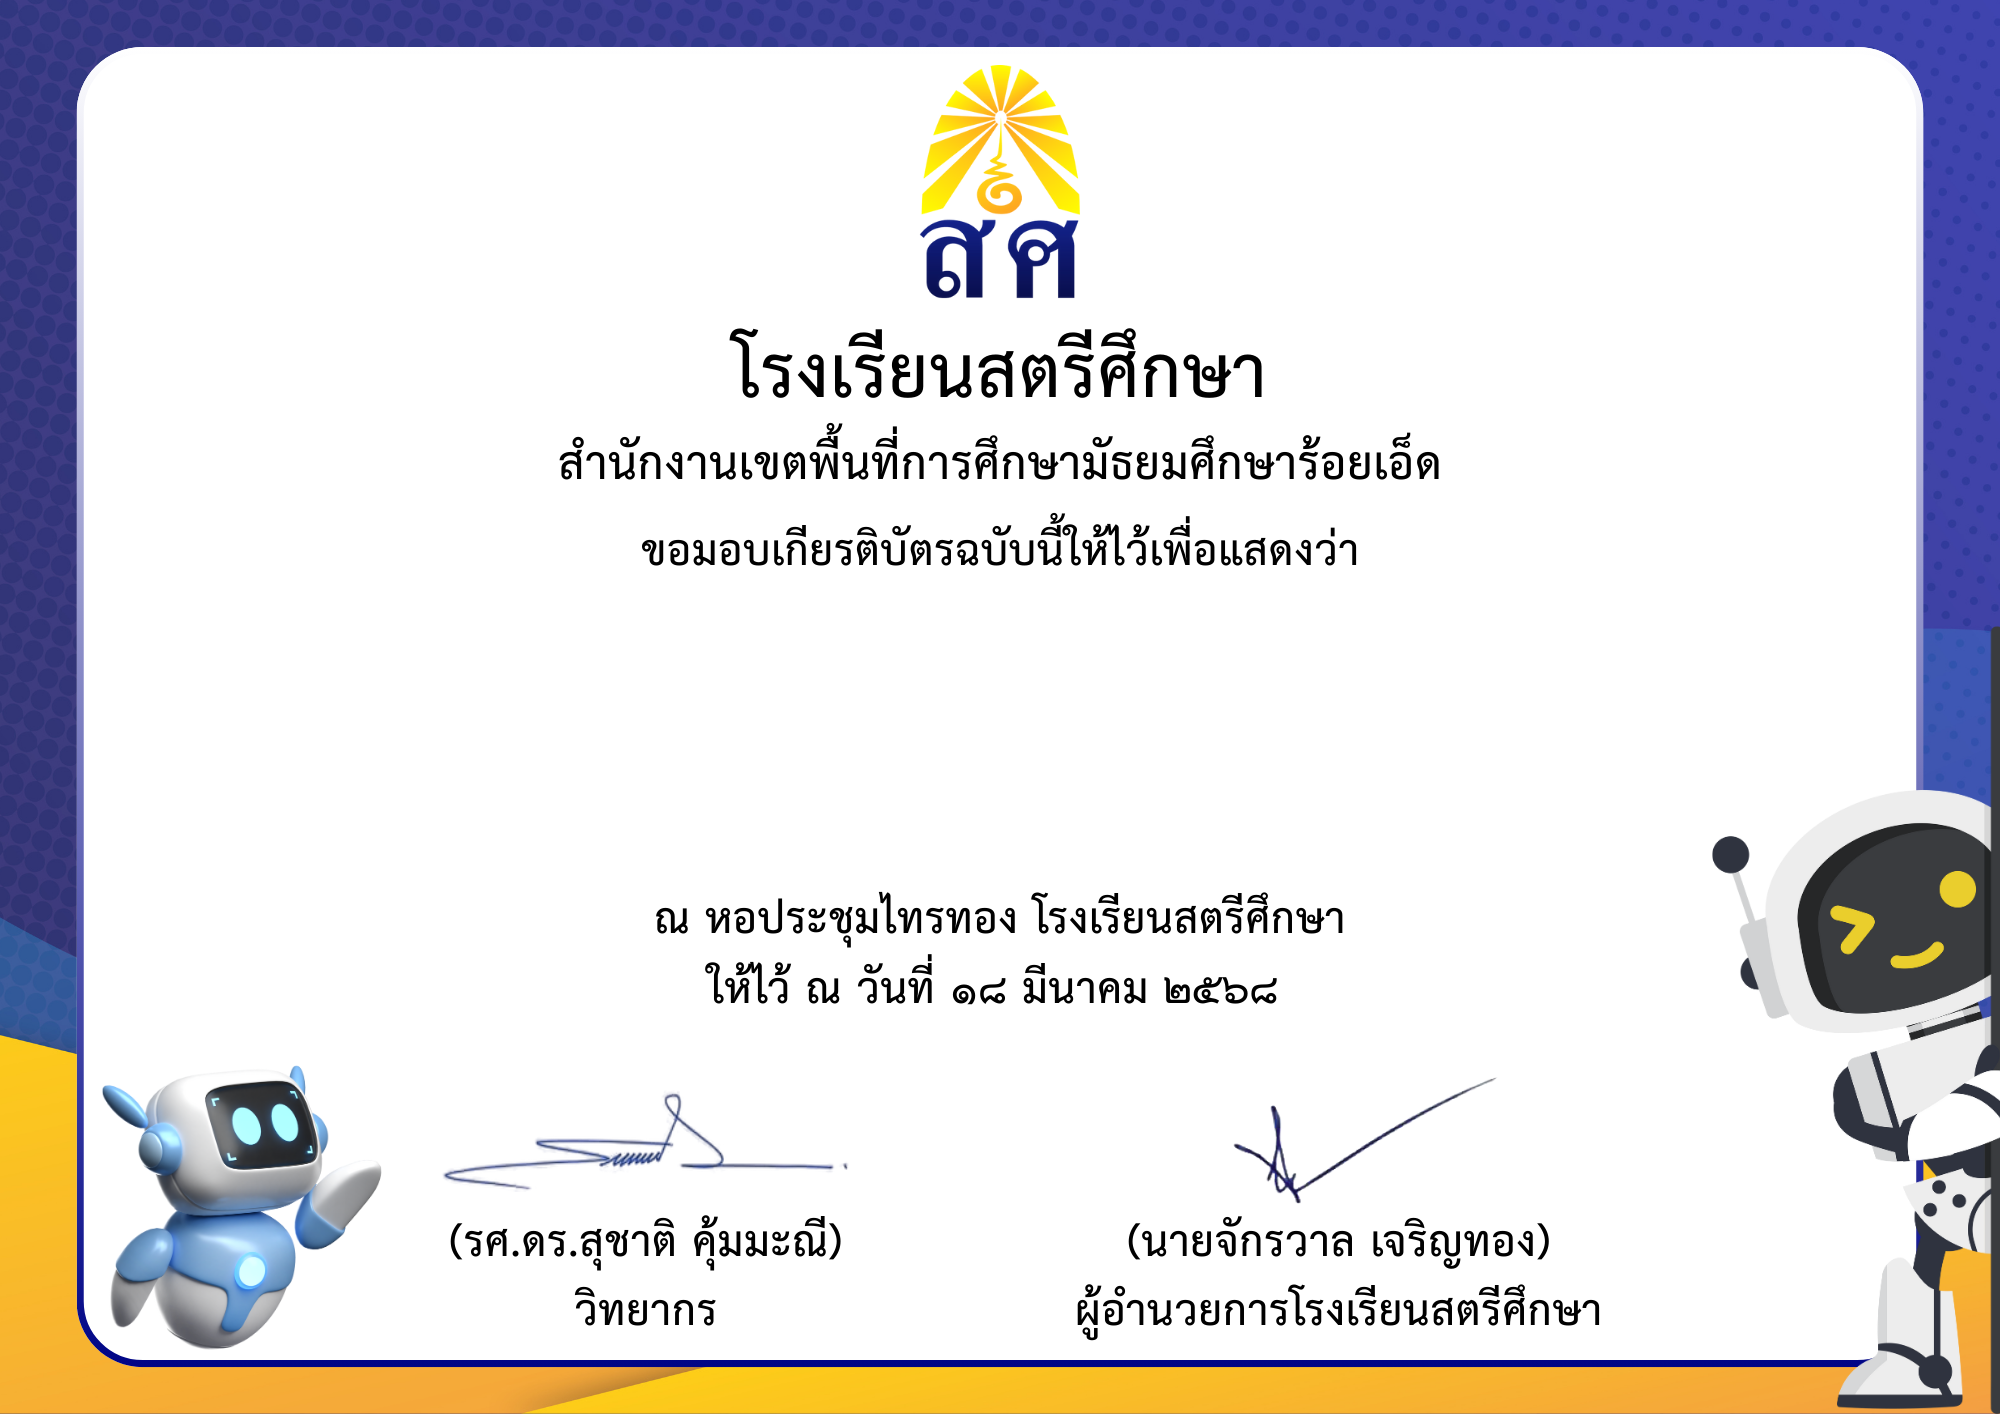 สศ
โรงเรียนสตรีศึกษา
สำนักงานเขตพื้นที่การศึกษามัธยมศึกษาร้อยเอ็ด
ขอมอบเกียรติบัตรฉบับนี้ให้ไว้เพื่อแสดงว่า
ณ หอประชุมไทรทอง โรงเรียนสตรีศึกษา
ให้ไว้ ณ วันที่ ๑๘ มีนาคม ๒๕๖๘
(รศ.ดร.สุชาติ คุ้มมะณี)
(นายจักรวาล เจริญทอง)
วิทยากร
ผู้อำนวยการโรงเรียนสตรีศึกษา